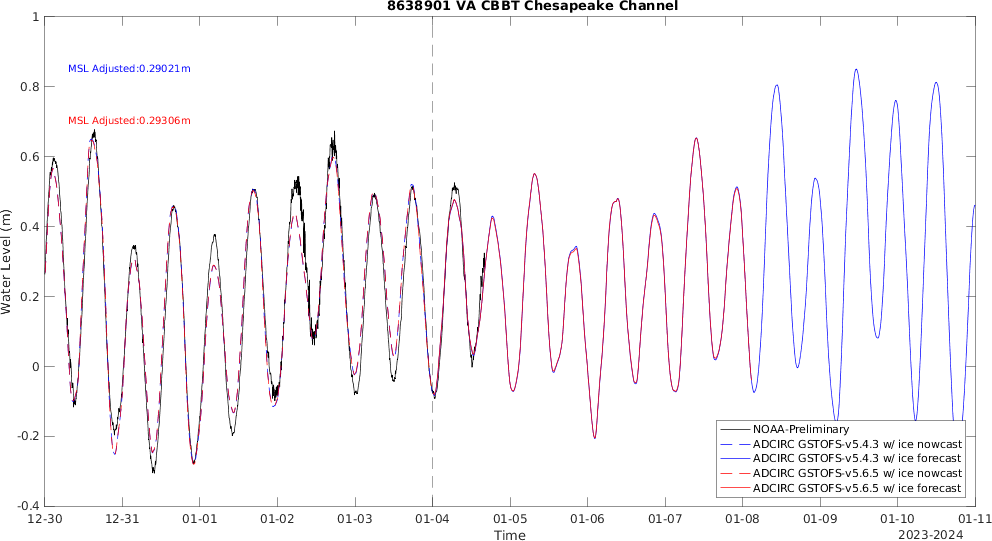 8638901 VA CBBT Chesapeake Channel
1
MSL Adjusted:0.29021m
0.8
MSL Adjusted:0.29306m
0.6
0.4
Water Level (m)
0.2
0
-0.2
-0.4
NOAA-Preliminary
ADCIRC GSTOFS-v5.4.3 w/ ice nowcast
ADCIRC GSTOFS-v5.4.3 w/ ice forecast
ADCIRC GSTOFS-v5.6.5 w/ ice nowcast
ADCIRC GSTOFS-v5.6.5 w/ ice forecast
12-30 12-31 01-01 01-02 01-03 01-04 01-05 01-06 01-07 01-08 01-09 01-10 01-11
Time
2023-2024